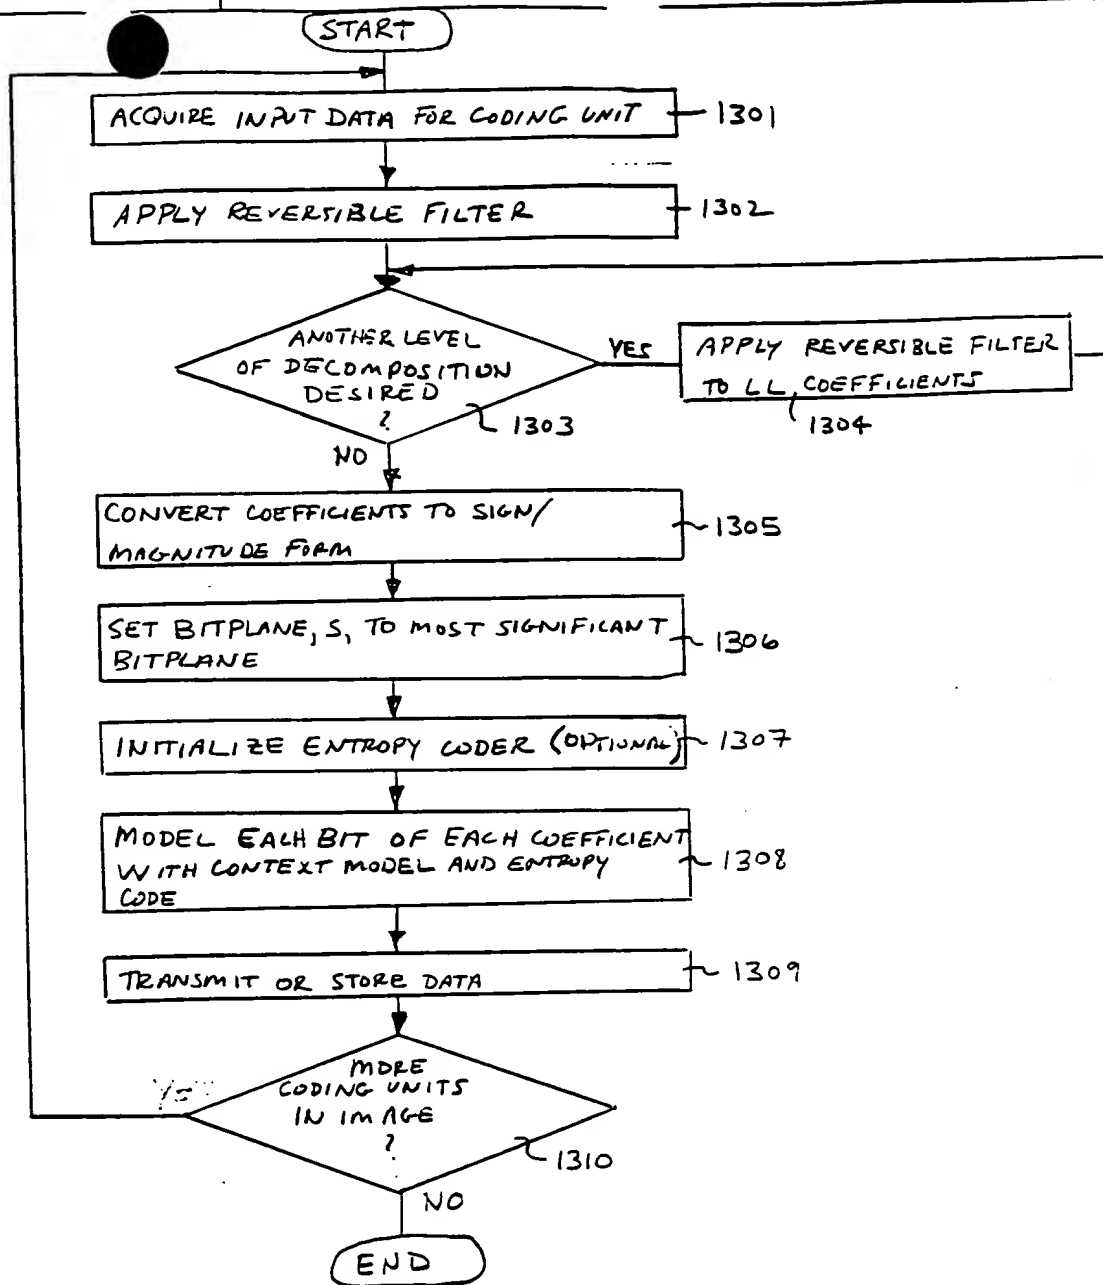 START
ACQUIRE INPUT DATA FOR CODING UNIT
1301
APPLY REVERSIBLE FILTER
1302
ANOTHER LEVEL
OF DECOMPOSITION
DESIRED
?
1303
YES
APPLY REVERSIBLE FILTER
TO LL COEFFICIENTS
1304
NO
CONVERT COEFFICIENTS TO SIGN/
MAGNITUDE FORM
1305
SET BITPLANE, S, TO MOST SIGNIFICANT
BITPLANE
1306
INITIALIZE ENTROPY CODER (OPTIONAL)
1307
MODEL EACH BIT OF EACH COEFFICIENT
WITH CONTEXT MODEL AND ENTROPY
CODE
1308
TRANSMIT OR STORE DATA
1309
MORE
CODING UNITS
IN IMAGE
?
1310
NO
END